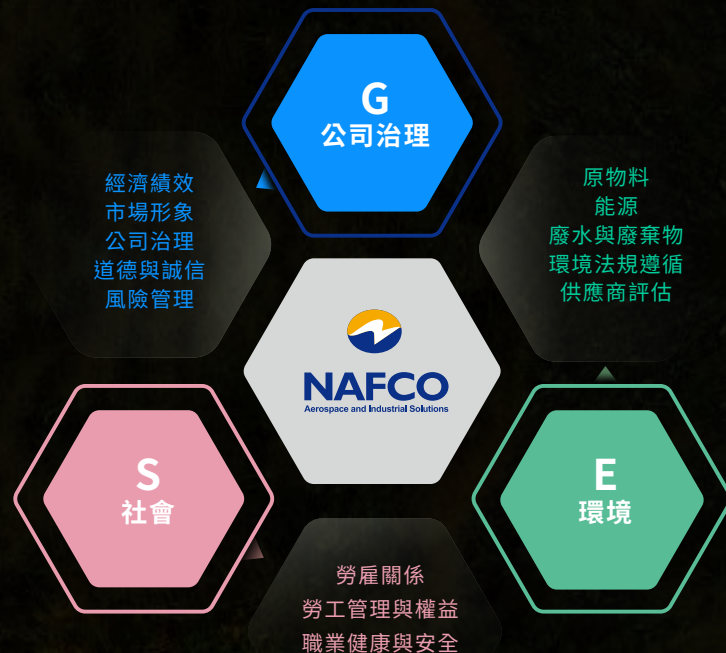 G
公司治理
經濟績效
市場形象
公司治理
道德與誠信
風險管理
原物料
能源
廢水與廢棄物
環境法規遵循
供應商評估
NAFCO
Aerospace and Industrial Solutions
S
社會
E
環境
勞雇關係
勞工管理與權益
職業健康與安全